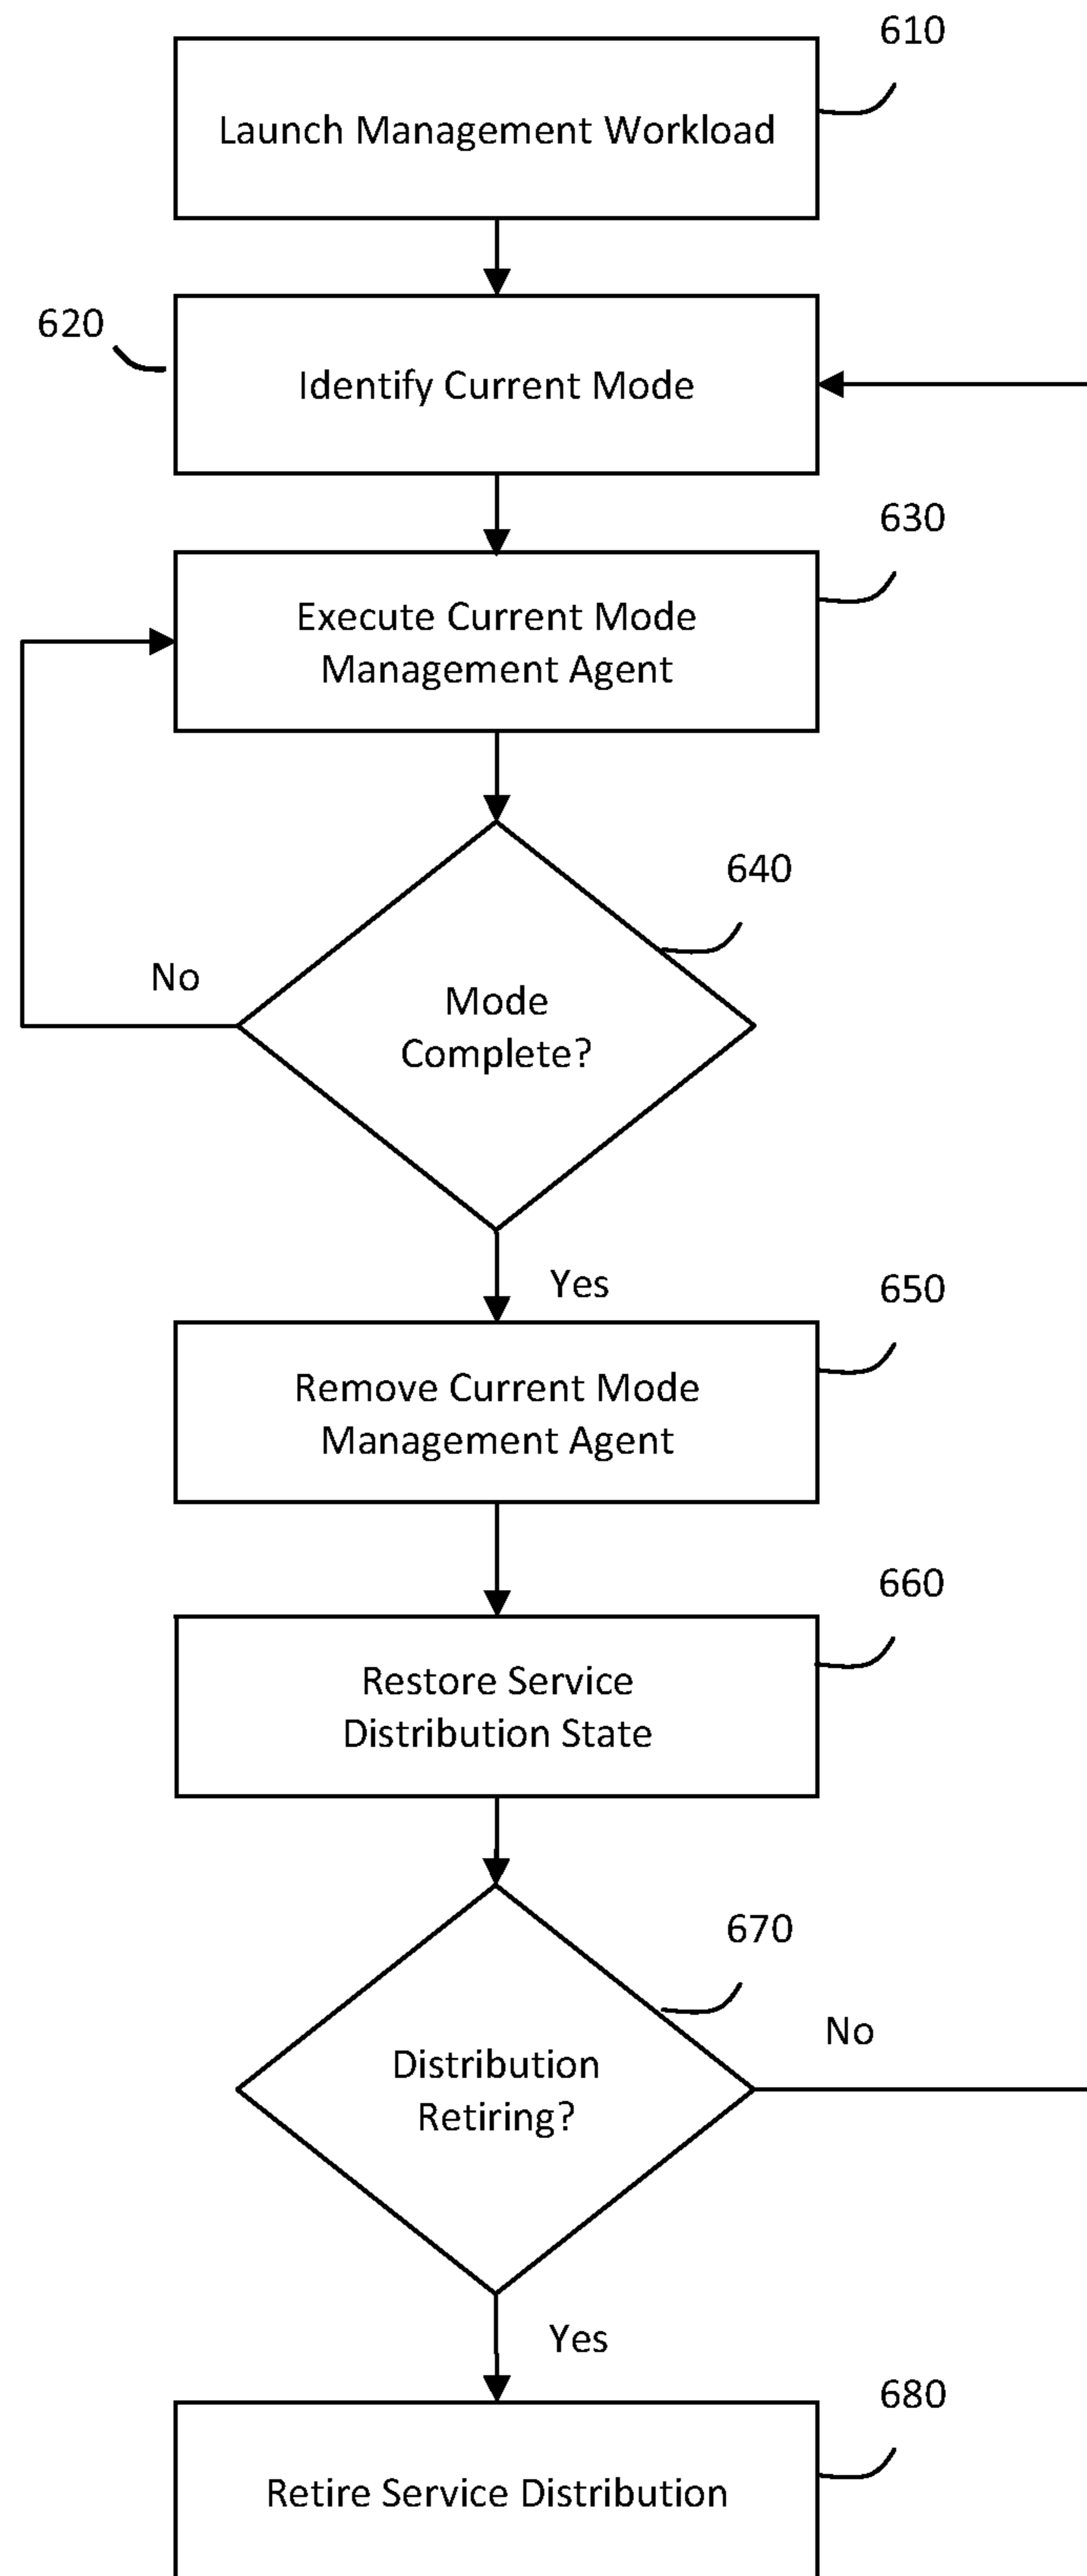 610
Launch Management Workload
620
Identify Current Mode
630
Execute Current Mode
Management Agent
640
No
Mode
Complete?
Yes
650
Remove Current Mode
Management Agent
660
Restore Service
Distribution State
670
No
Distribution
Retiring?
Yes
680
Retire Service Distribution